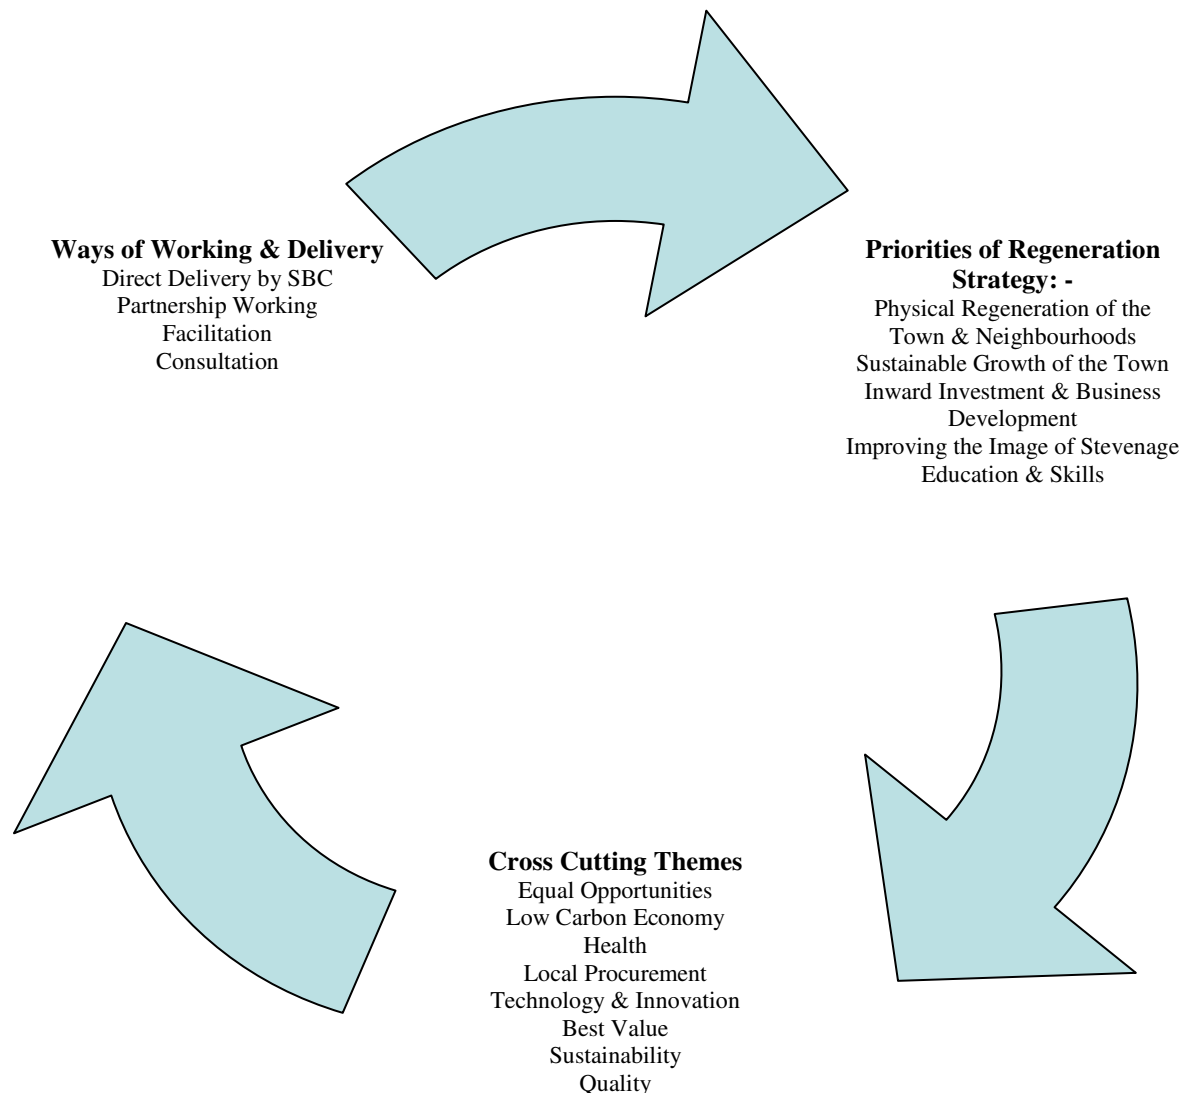 Ways of Working & Delivery
Direct Delivery by SBC
Partnership Working
Facilitation
Consultation
Priorities of Regeneration
Strategy: -
Physical Regeneration of the
Town & Neighbourhoods
Sustainable Growth of the Town
Inward Investment & Business
Development
Improving the Image of Stevenage
Education & Skills
Cross Cutting Themes
Equal Opportunities
Low Carbon Economy
Health
Local Procurement
Technology & Innovation
Best Value
Sustainability
Quality